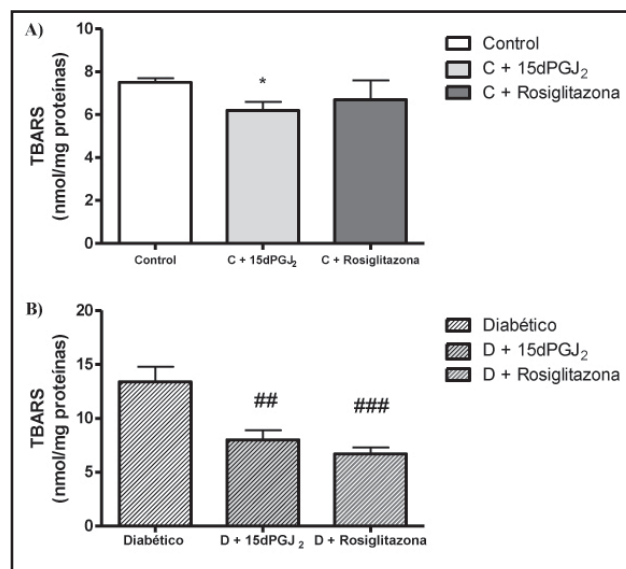 A)
10
8
6
4
2
0
TBARS
(nmol/mg proteínas)
*
Control
C + 15dPGJ₂
C + Rosiglitazona
Control
C + 15dPGJ₂
C + Rosiglitazona
B)
20
15
10
5
0
TBARS
(nmol/mg proteínas)
##
###
Diabético
D + 15dPGJ₂
D + Rosiglitazona
Diabético
D + 15dPGJ₂
D + Rosiglitazona